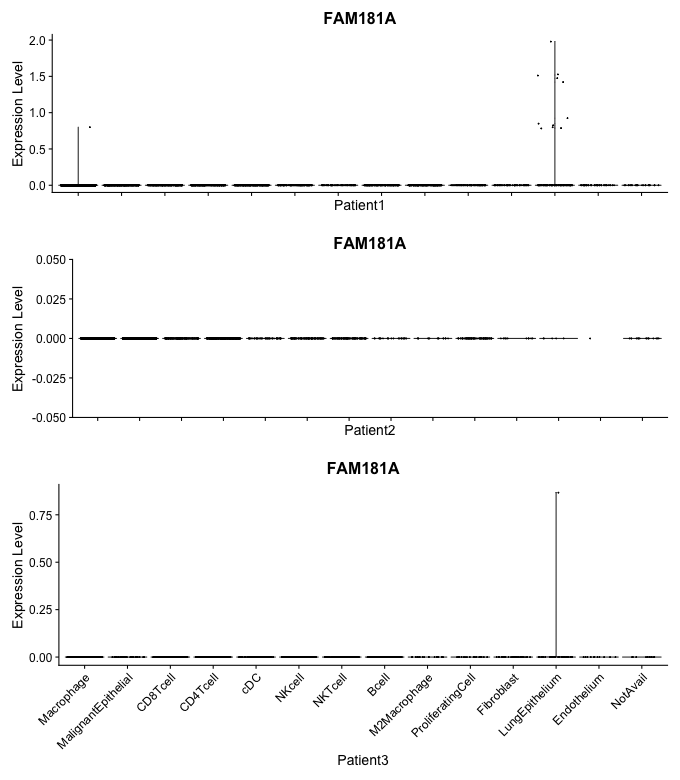 FAM181A
Expression Level
2.0
1.5
1.0
0.5
0.0
Patient1
FAM181A
Expression Level
0.050
0.025
0.000
-0.025
-0.050
Patient2
FAM181A
Expression Level
0.75
0.50
0.25
0.00
Macrophage
MalignantEpithelial
CD8Tcell
CD4Tcell
cDC
NKcell
NKTcell
Bcell
M2Macrophage
ProliferatingCell
Fibroblast
LungEpithelium
Endothelium
NotAvail
Patient3